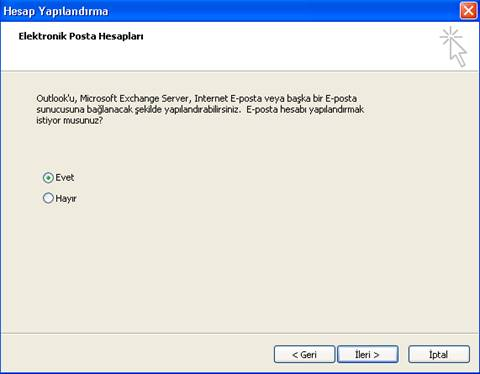 Hesap Yapılandırma
Elektronik Posta Hesapları
Outlook'u, Microsoft Exchange Server, Internet E-posta veya başka bir E-posta
sunucusuna bağlanacak şekilde yapılandırabilirsiniz. E-posta hesabı yapılandırmak
istiyor musunuz?
Evet
Hayır
< Geri
İleri >
İptal